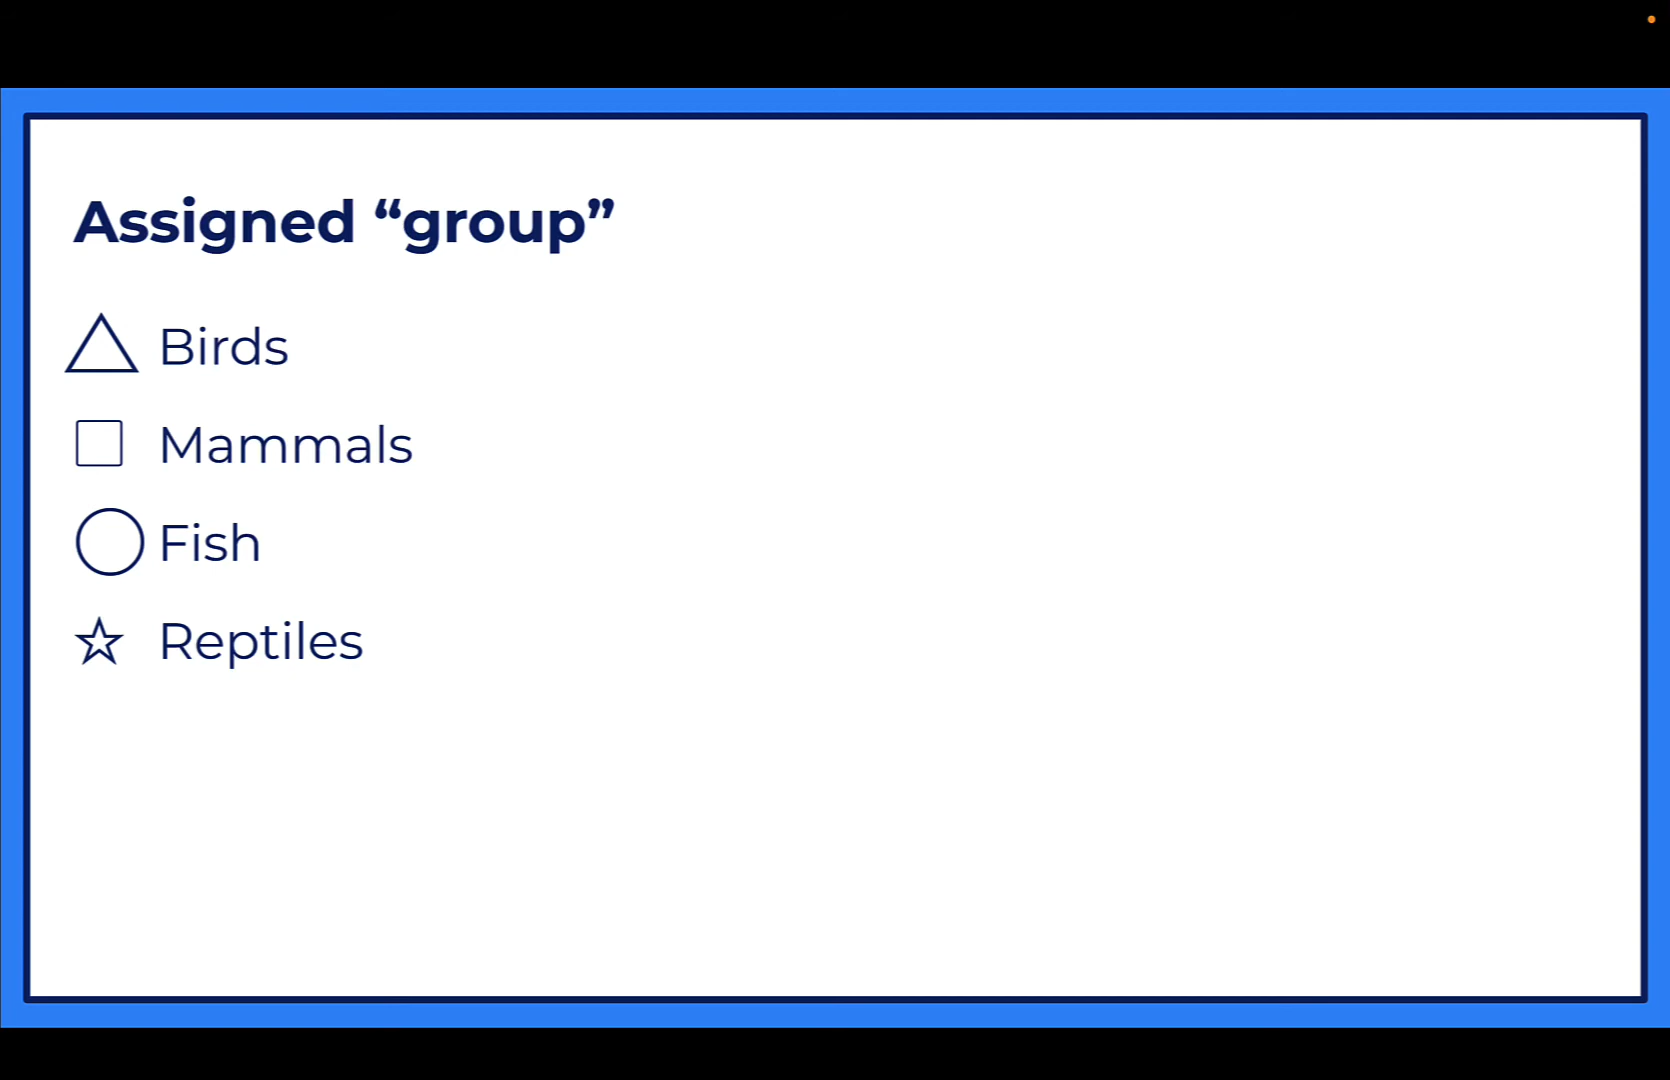 Assigned “group”
Birds
Mammals
Fish
Reptiles